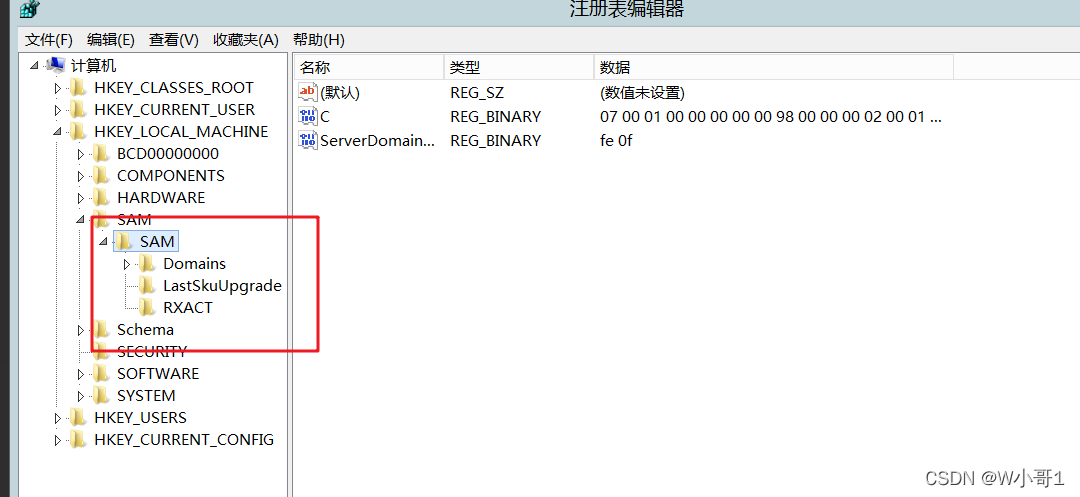 注册表编辑器
文件(F) 编辑(E) 查看(V) 收藏夹(A) 帮助(H)
计算机
HKEY_CLASSES_ROOT
HKEY_CURRENT_USER
HKEY_LOCAL_MACHINE
BCD00000000
COMPONENTS
HARDWARE
SAM
SAM
Domains
LastSkuUpgrade
RXACT
Schema
SECURITY
SOFTWARE
SYSTEM
HKEY_USERS
HKEY_CURRENT_CONFIG
名称 类型 数据
(默认) REG_SZ (数值未设置)
C REG_BINARY 07 00 01 00 00 00 00 00 98 00 00 00 02 00 01 ...
ServerDomain... REG_BINARY fe 0f
CSDN @W小哥1